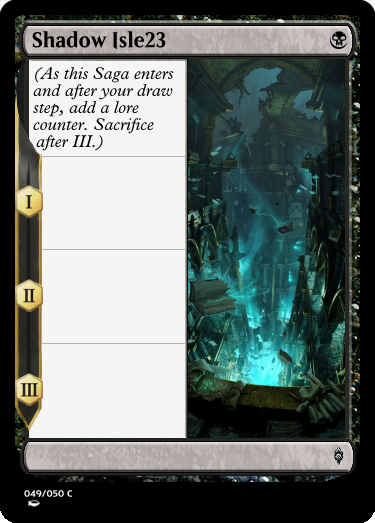 Shadow Isle23
(As this Saga enters
and after your draw
step, add a lore
counter. Sacrifice
after III.)
I
II
III
049/050 C